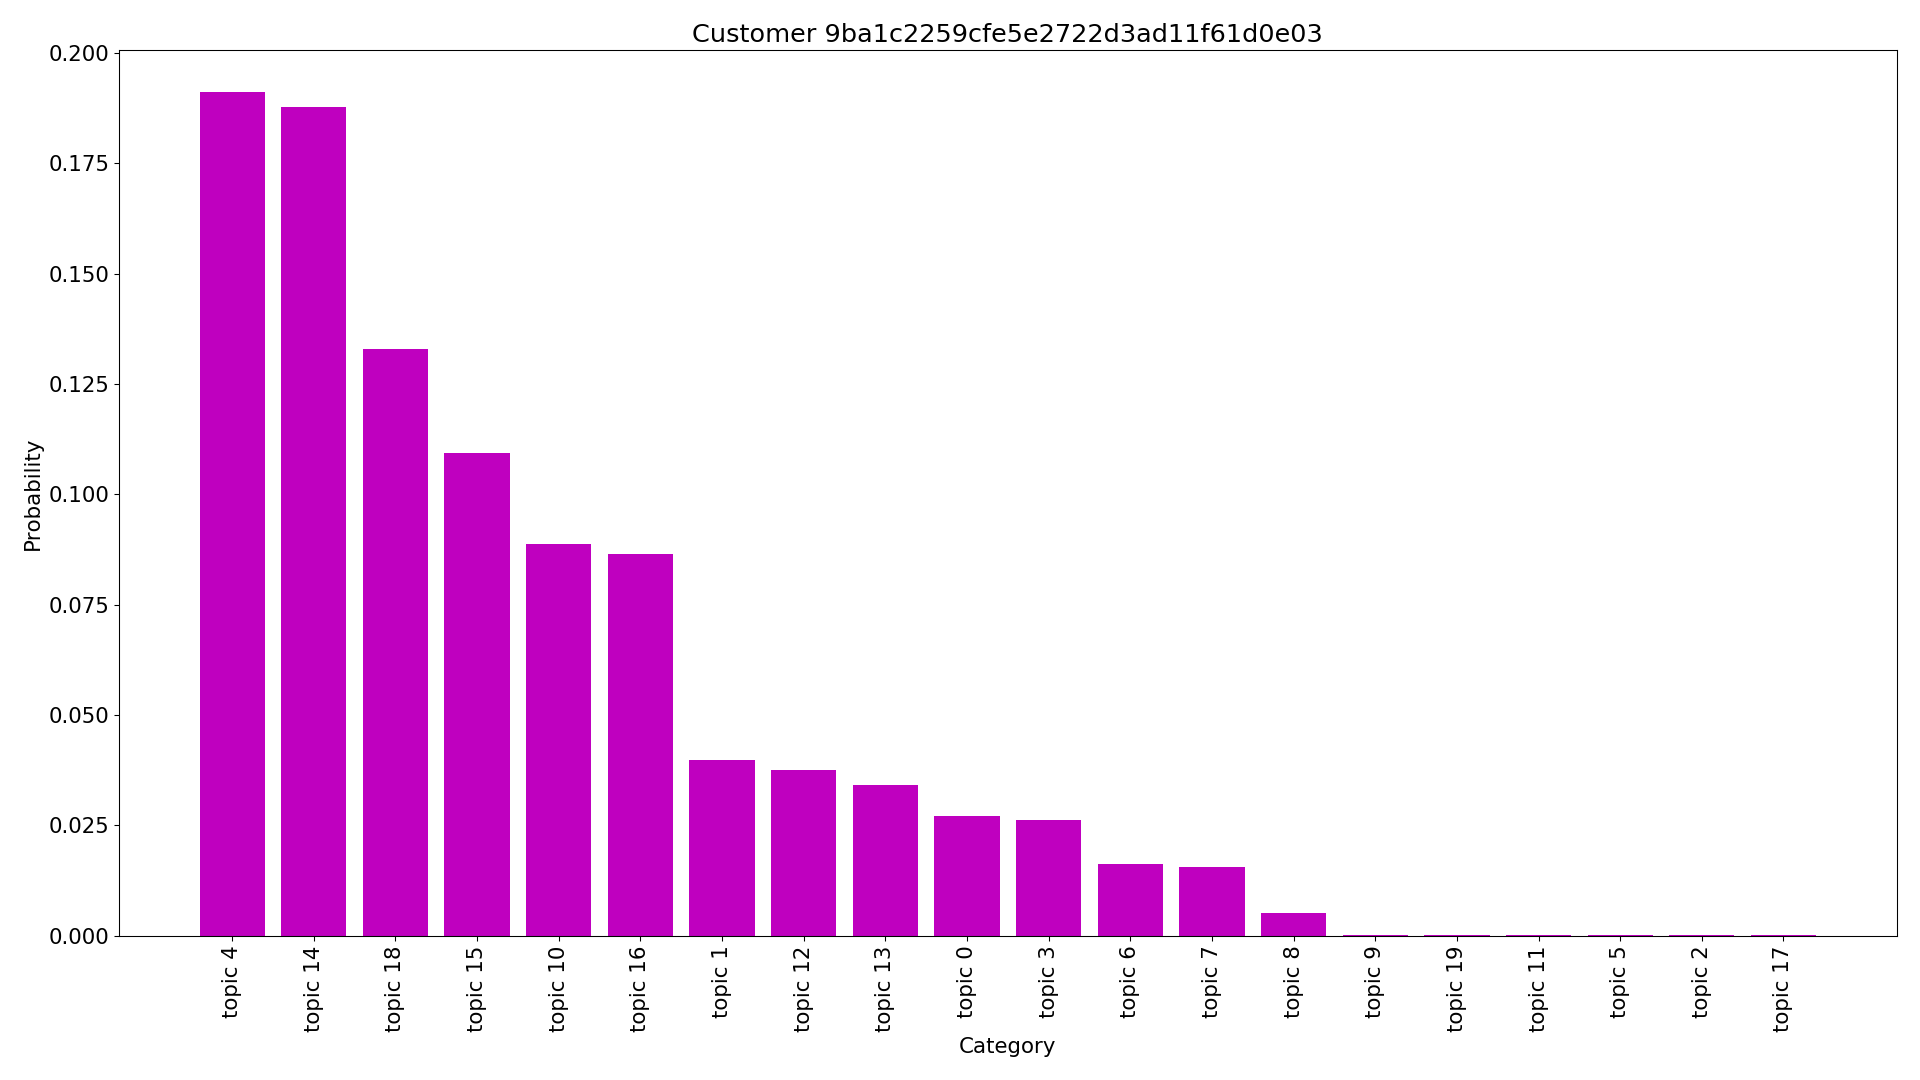 Customer 9ba1c2259cfe5e2722d3ad11f61d0e03
0.200
0.175
0.150
0.125
0.100
0.075
0.050
0.025
0.000
Probability
topic 4
topic 14
topic 18
topic 15
topic 10
topic 16
topic 1
topic 12
topic 13
topic 0
topic 3
topic 6
topic 7
topic 8
topic 9
topic 19
topic 11
topic 5
topic 2
topic 17
Category